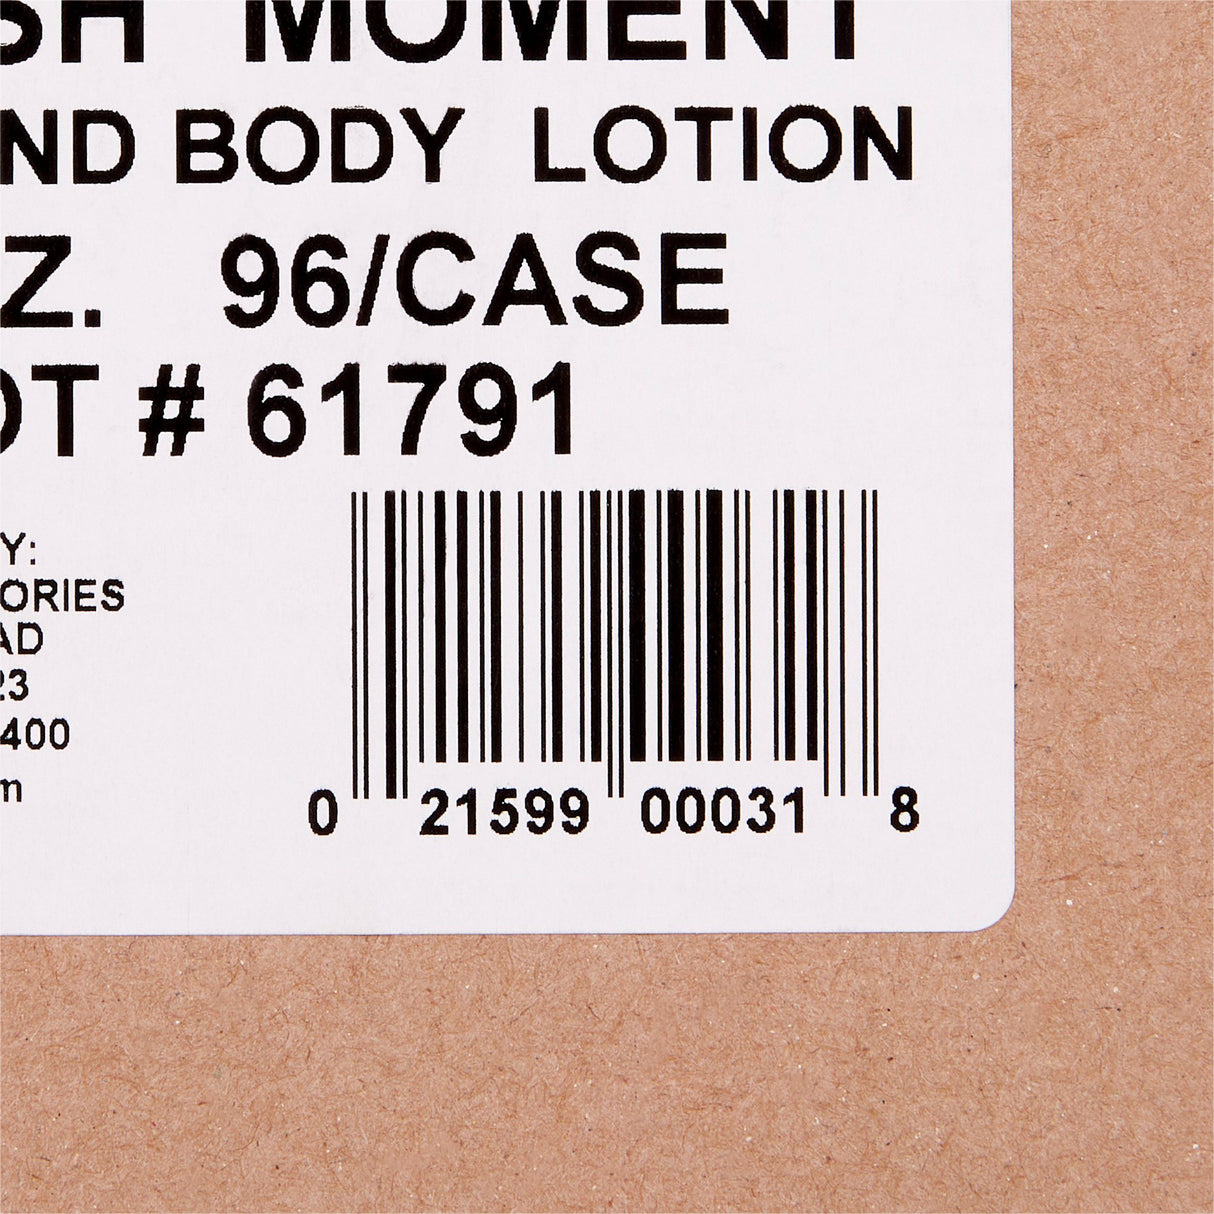 SH MOMENT
ND BODY LOTION
Z. 96/CASE
OT # 61791
Y:
ORIES
AD
23
400
m
0 21599 00031 8